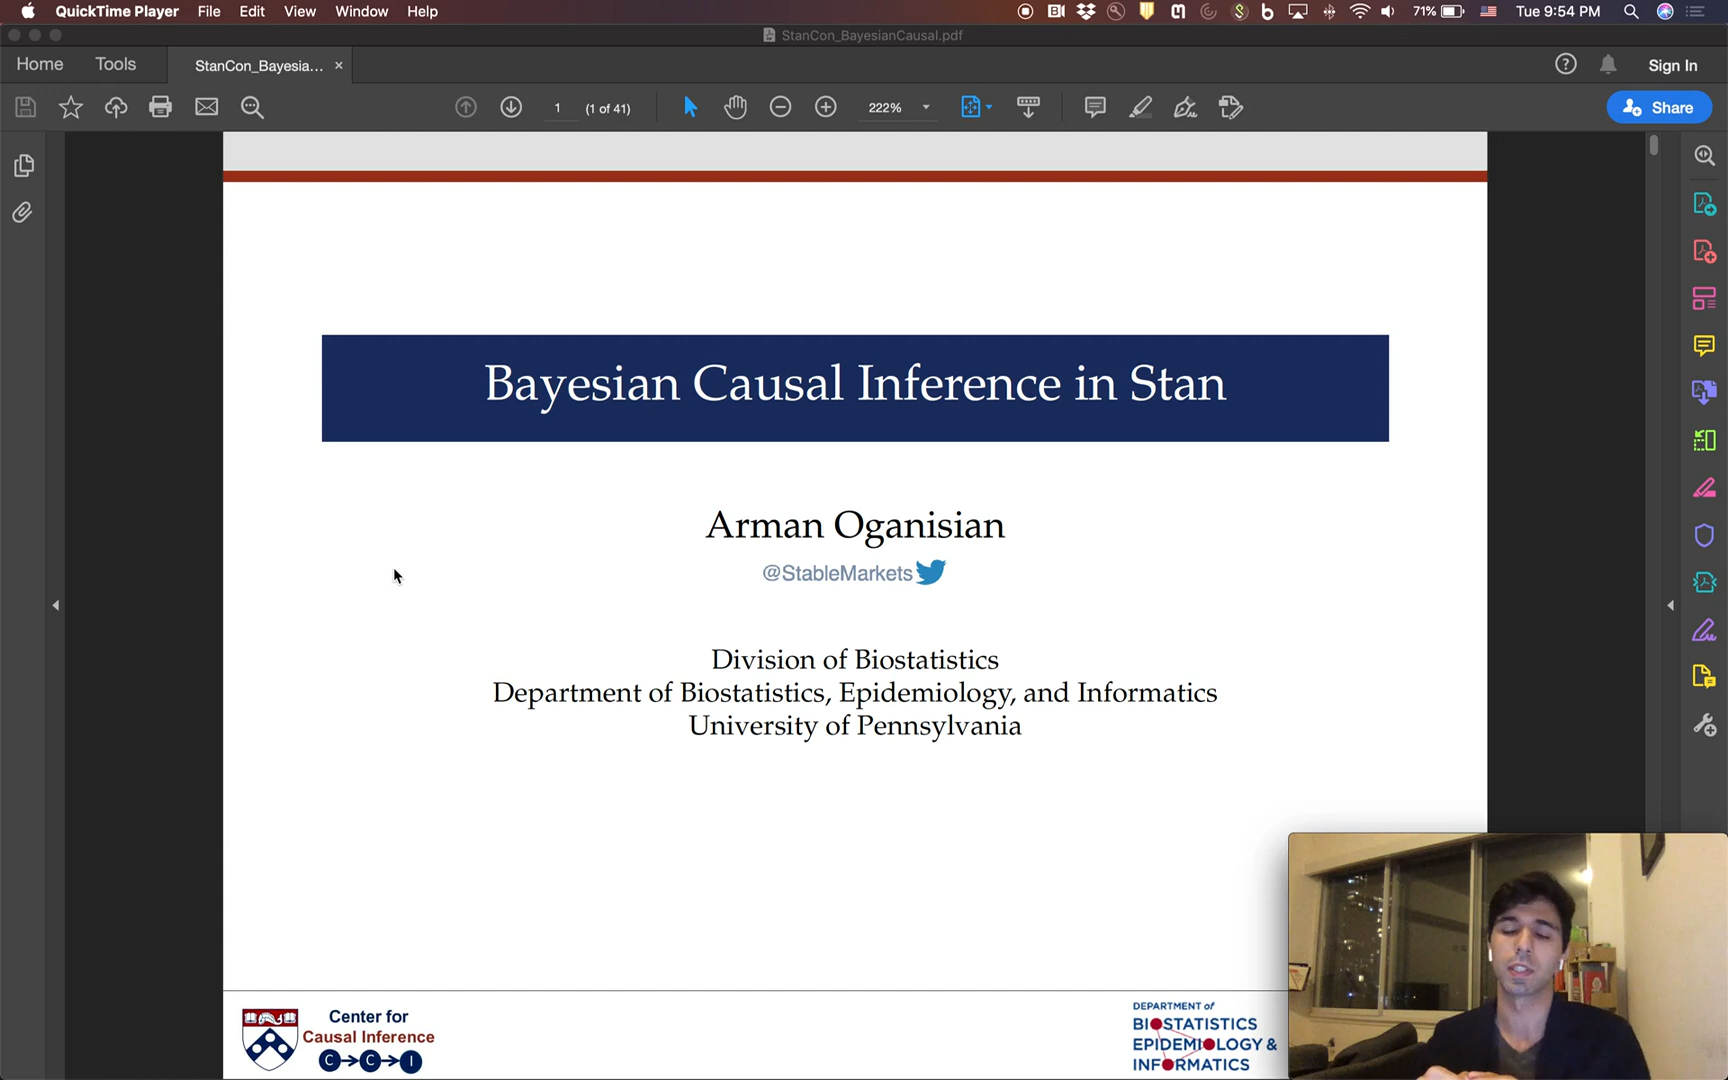 QuickTime Player File Edit View Window Help 71% Tue 9:54 PM
StanCon_BayesianCausal.pdf
Home Tools StanCon_Bayesia... × Sign In
1 (1 of 41) 222% Share
Bayesian Causal Inference in Stan
Arman Oganisian
@StableMarkets
Division of Biostatistics
Department of Biostatistics, Epidemiology, and Informatics
University of Pennsylvania
Center for
Causal Inference
C C I
DEPARTMENT of
BIOSTATISTICS
EPIDEMIOLOGY &
INFORMATICS